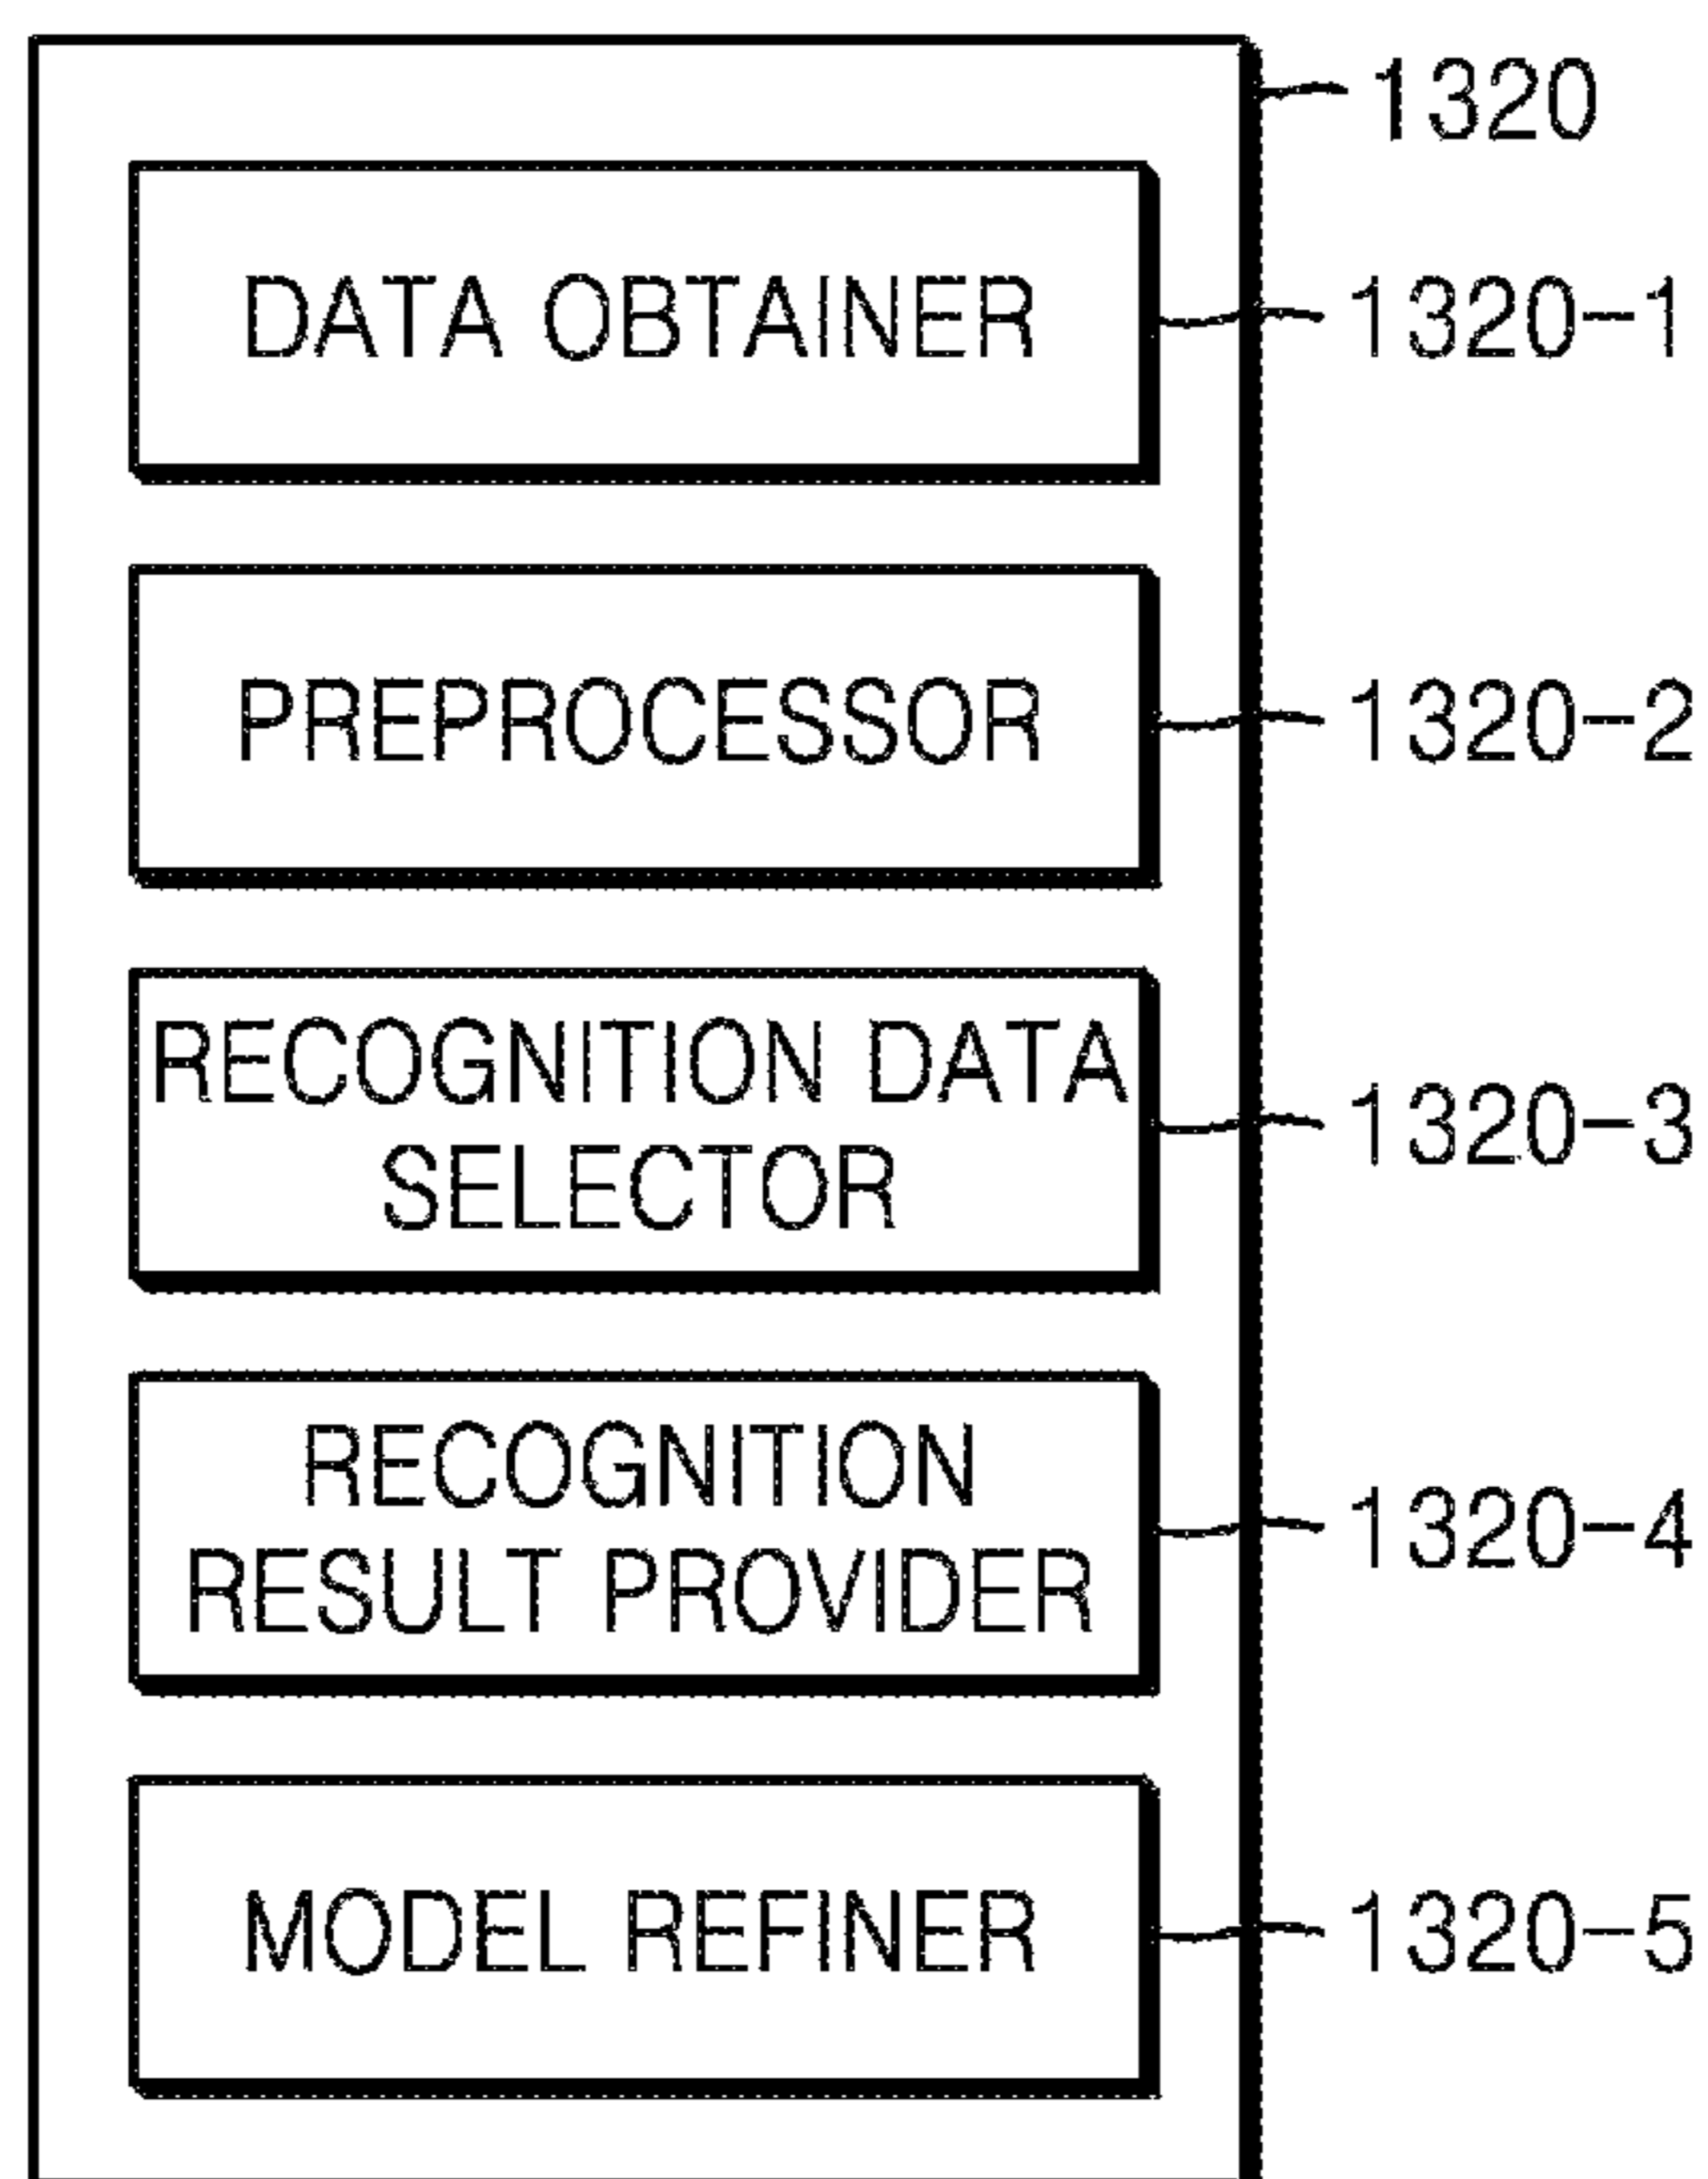 1320
DATA OBTAINER
1320-1
PREPROCESSOR
1320-2
RECOGNITION DATA
SELECTOR
1320-3
RECOGNITION
RESULT PROVIDER
1320-4
MODEL REFINER
1320-5